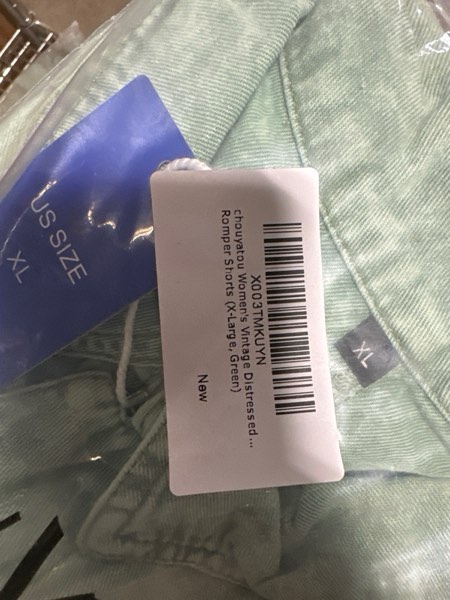 US SIZE
XL
X003TMKUYN
chouyatou Women's Vintage Distressed ...
Romper Shorts (X-Large, Green)
New
XL